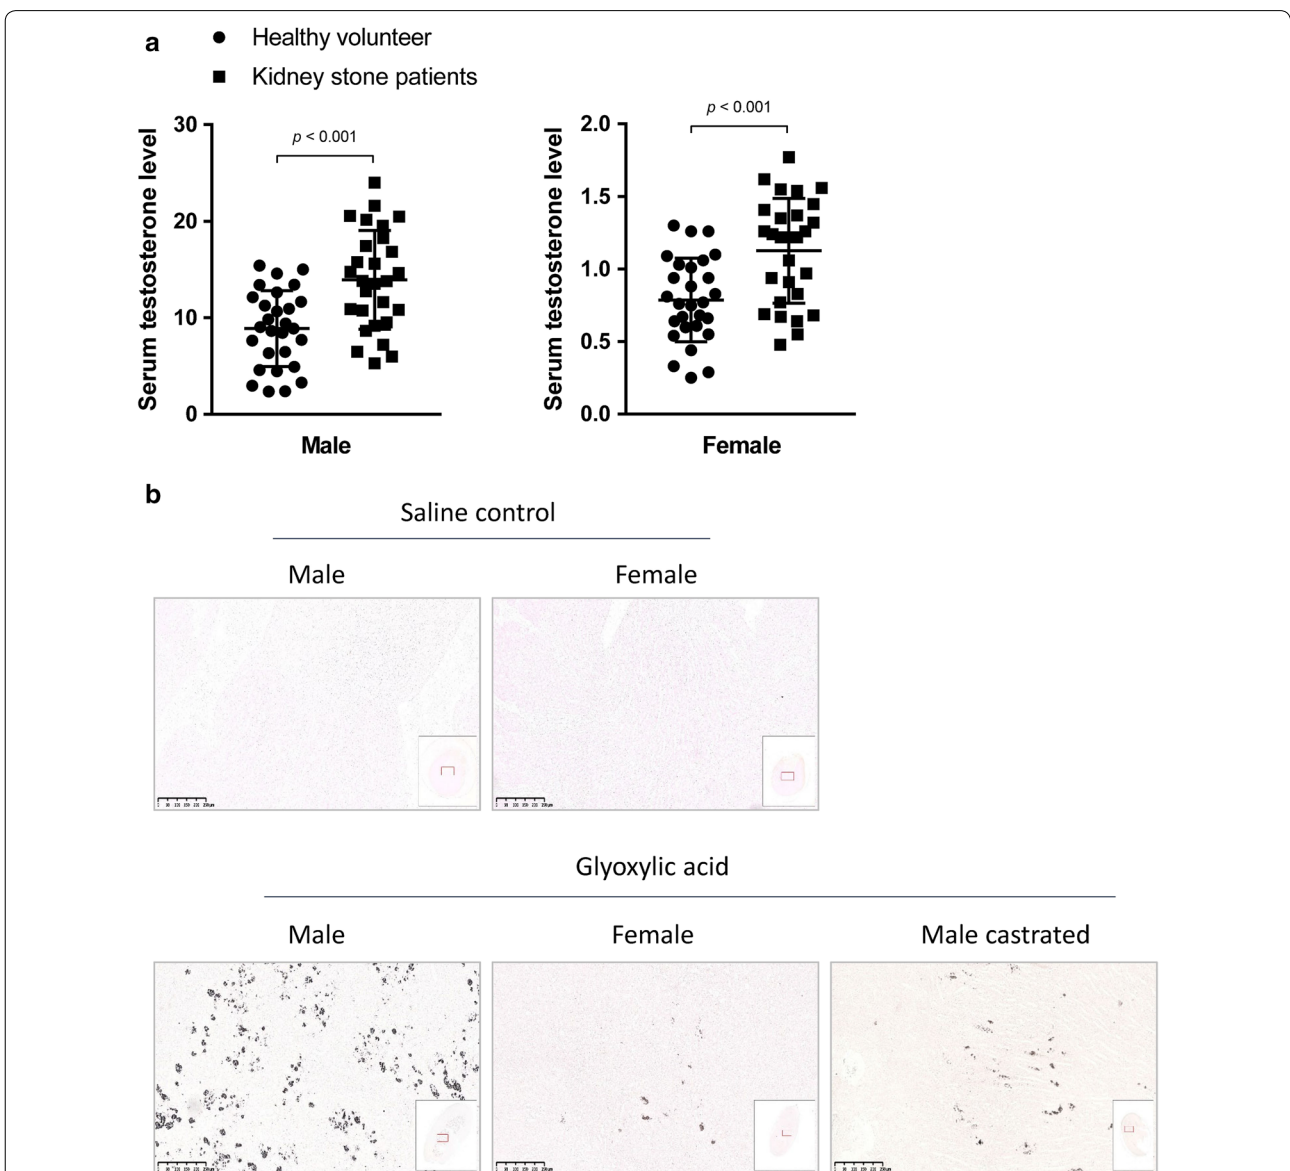 a
Healthy volunteer
Kidney stone patients
Serum testosterone level
30
20
10
0
p < 0.001
Male
Serum testosterone level
2.0
1.5
1.0
0.5
0.0
p < 0.001
Female
b
Saline control
Male Female
Glyoxylic acid
Male Female Male castrated